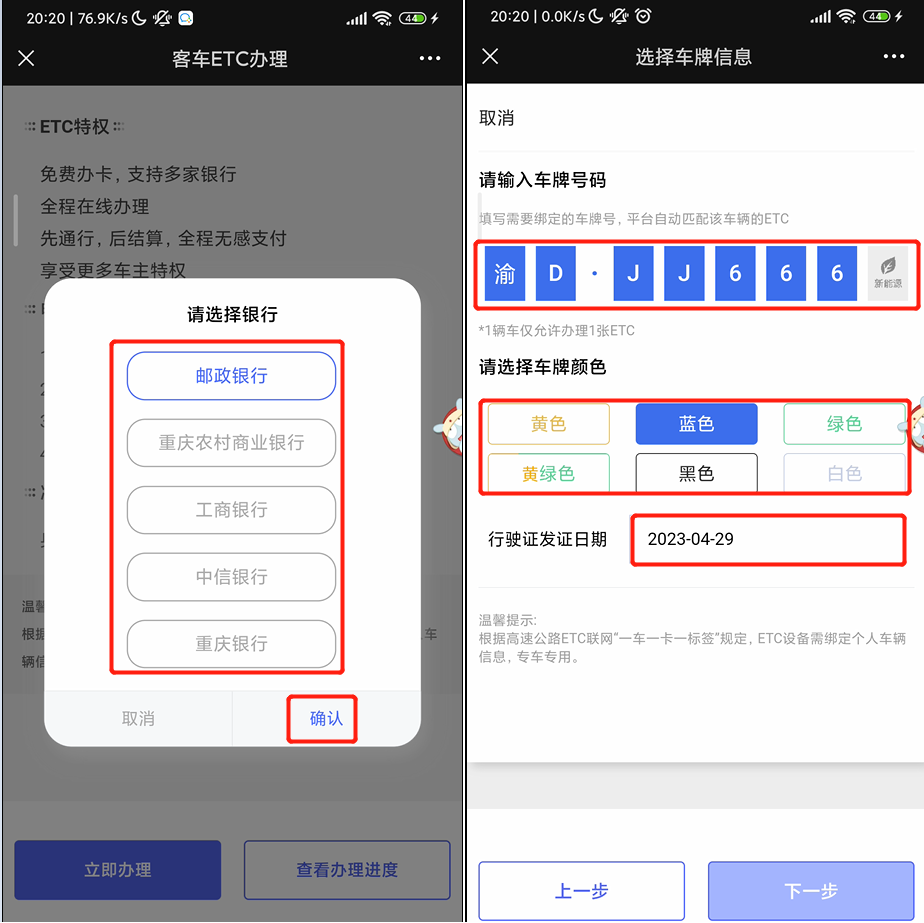 20:20 | 76.9K/s
44
客车ETC办理
ETC特权
免费办卡，支持多家银行
全程在线办理
先通行，后结算，全程无感支付
享受更多车主特权
请选择银行
邮政银行
重庆农村商业银行
工商银行
中信银行
重庆银行
温馨
根据
车
辆信
取消
确认
立即办理
查看办理进度
20:20 | 0.0K/s
44
选择车牌信息
取消
请输入车牌号码
填写需要绑定的车牌号，平台自动匹配该车辆的ETC
渝 D · J J 6 6 6 新能源
*1辆车仅允许办理1张ETC
请选择车牌颜色
黄色 蓝色 绿色
黄绿色 黑色 白色
行驶证发证日期 2023-04-29
温馨提示:
根据高速公路ETC联网“一车一卡一标签”规定，ETC设备需绑定个人车辆
信息，专车专用。
上一步
下一步